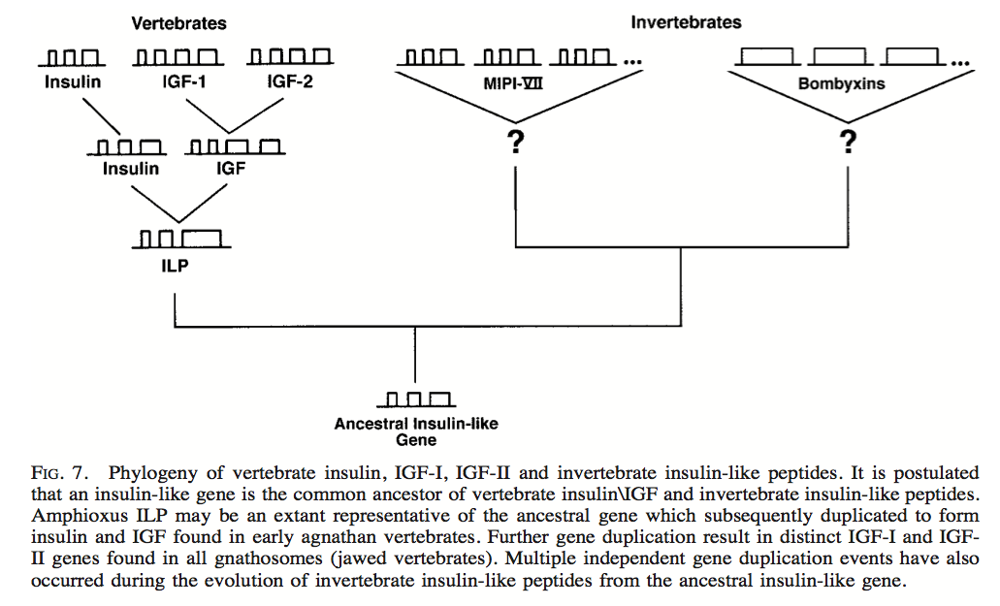 Vertebrates
Invertebrates
Insulin
IGF-1
IGF-2
MIPI-VII
...
Bombyxins
...
Insulin
IGF
?
?
ILP
Ancestral Insulin-like
Gene
FIG. 7. Phylogeny of vertebrate insulin, IGF-I, IGF-II and invertebrate insulin-like peptides. It is postulated
that an insulin-like gene is the common ancestor of vertebrate insulin\IGF and invertebrate insulin-like peptides.
Amphioxus ILP may be an extant representative of the ancestral gene which subsequently duplicated to form
insulin and IGF found in early agnathan vertebrates. Further gene duplication result in distinct IGF-I and IGF-
II genes found in all gnathosomes (jawed vertebrates). Multiple independent gene duplication events have also
occurred during the evolution of invertebrate insulin-like peptides from the ancestral insulin-like gene.